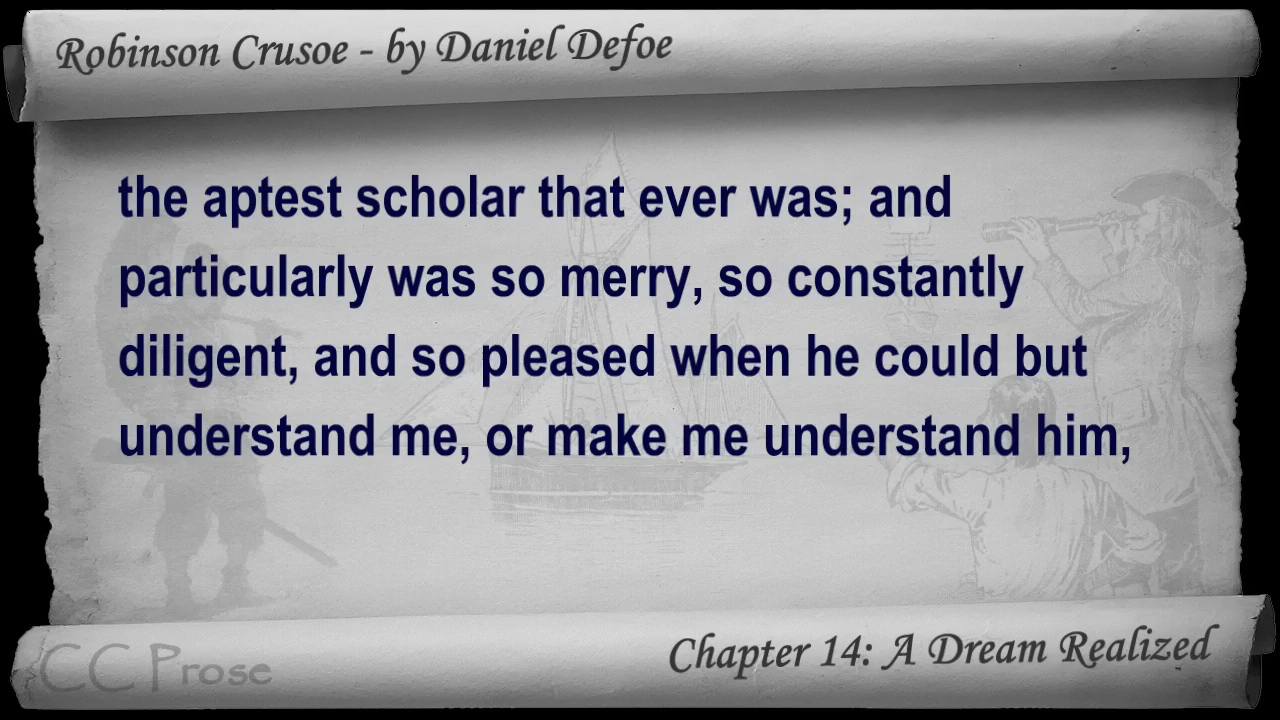 Robinson Crusoe - by Daniel Defoe
the aptest scholar that ever was; and
particularly was so merry, so constantly
diligent, and so pleased when he could but
understand me, or make me understand him,
Chapter 14: A Dream Realized
CC Prose